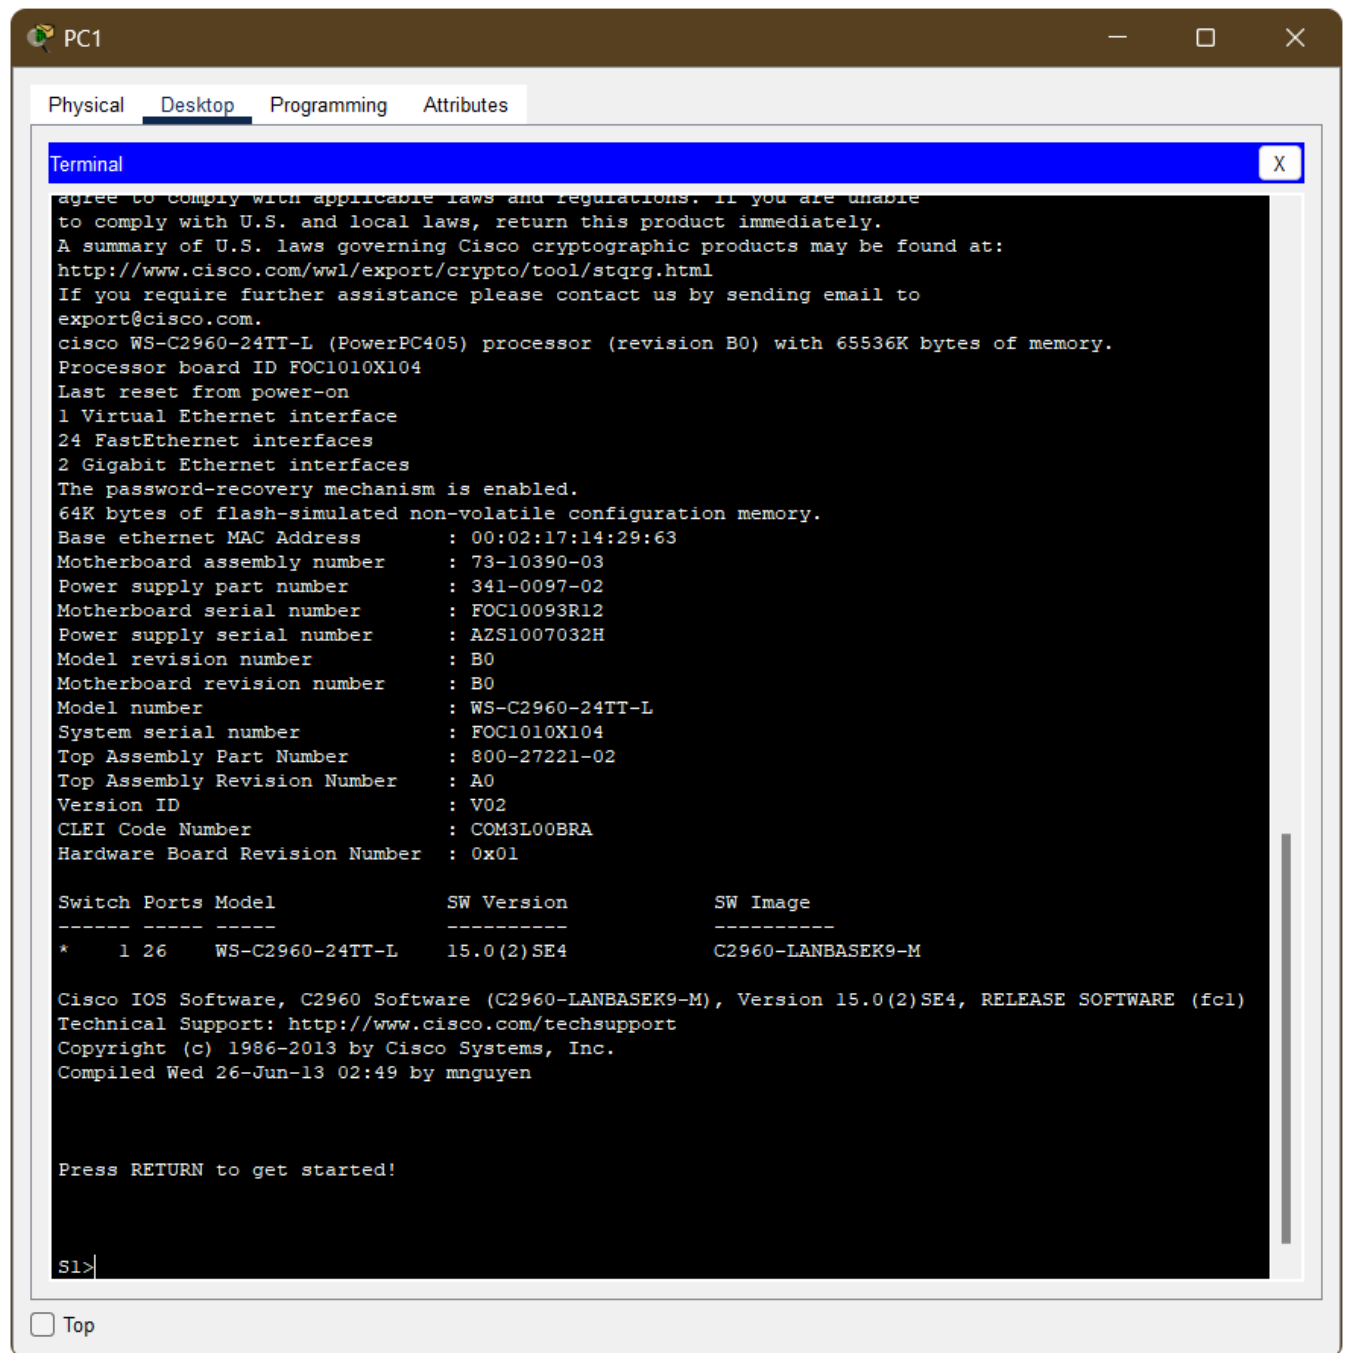 PC1
Physical Desktop Programming Attributes
Terminal X
agree to comply with applicable laws and regulations. If you are unable
to comply with U.S. and local laws, return this product immediately.
A summary of U.S. laws governing Cisco cryptographic products may be found at:
http://www.cisco.com/wwl/export/crypto/tool/stqrg.html
If you require further assistance please contact us by sending email to
export@cisco.com.
cisco WS-C2960-24TT-L (PowerPC405) processor (revision B0) with 65536K bytes of memory.
Processor board ID FOC1010X104
Last reset from power-on
1 Virtual Ethernet interface
24 FastEthernet interfaces
2 Gigabit Ethernet interfaces
The password-recovery mechanism is enabled.
64K bytes of flash-simulated non-volatile configuration memory.
Base ethernet MAC Address : 00:02:17:14:29:63
Motherboard assembly number : 73-10390-03
Power supply part number : 341-0097-02
Motherboard serial number : FOC10093R12
Power supply serial number : AZS1007032H
Model revision number : B0
Motherboard revision number : B0
Model number : WS-C2960-24TT-L
System serial number : FOC1010X104
Top Assembly Part Number : 800-27221-02
Top Assembly Revision Number : A0
Version ID : V02
CLEI Code Number : COM3L00BRA
Hardware Board Revision Number : 0x01
Switch Ports Model SW Version SW Image
------ ----- ----- ---------- ----------
* 1 26 WS-C2960-24TT-L 15.0(2)SE4 C2960-LANBASEK9-M
Cisco IOS Software, C2960 Software (C2960-LANBASEK9-M), Version 15.0(2)SE4, RELEASE SOFTWARE (fc1)
Technical Support: http://www.cisco.com/techsupport
Copyright (c) 1986-2013 by Cisco Systems, Inc.
Compiled Wed 26-Jun-13 02:49 by mnguyen
Press RETURN to get started!
S1>
Top